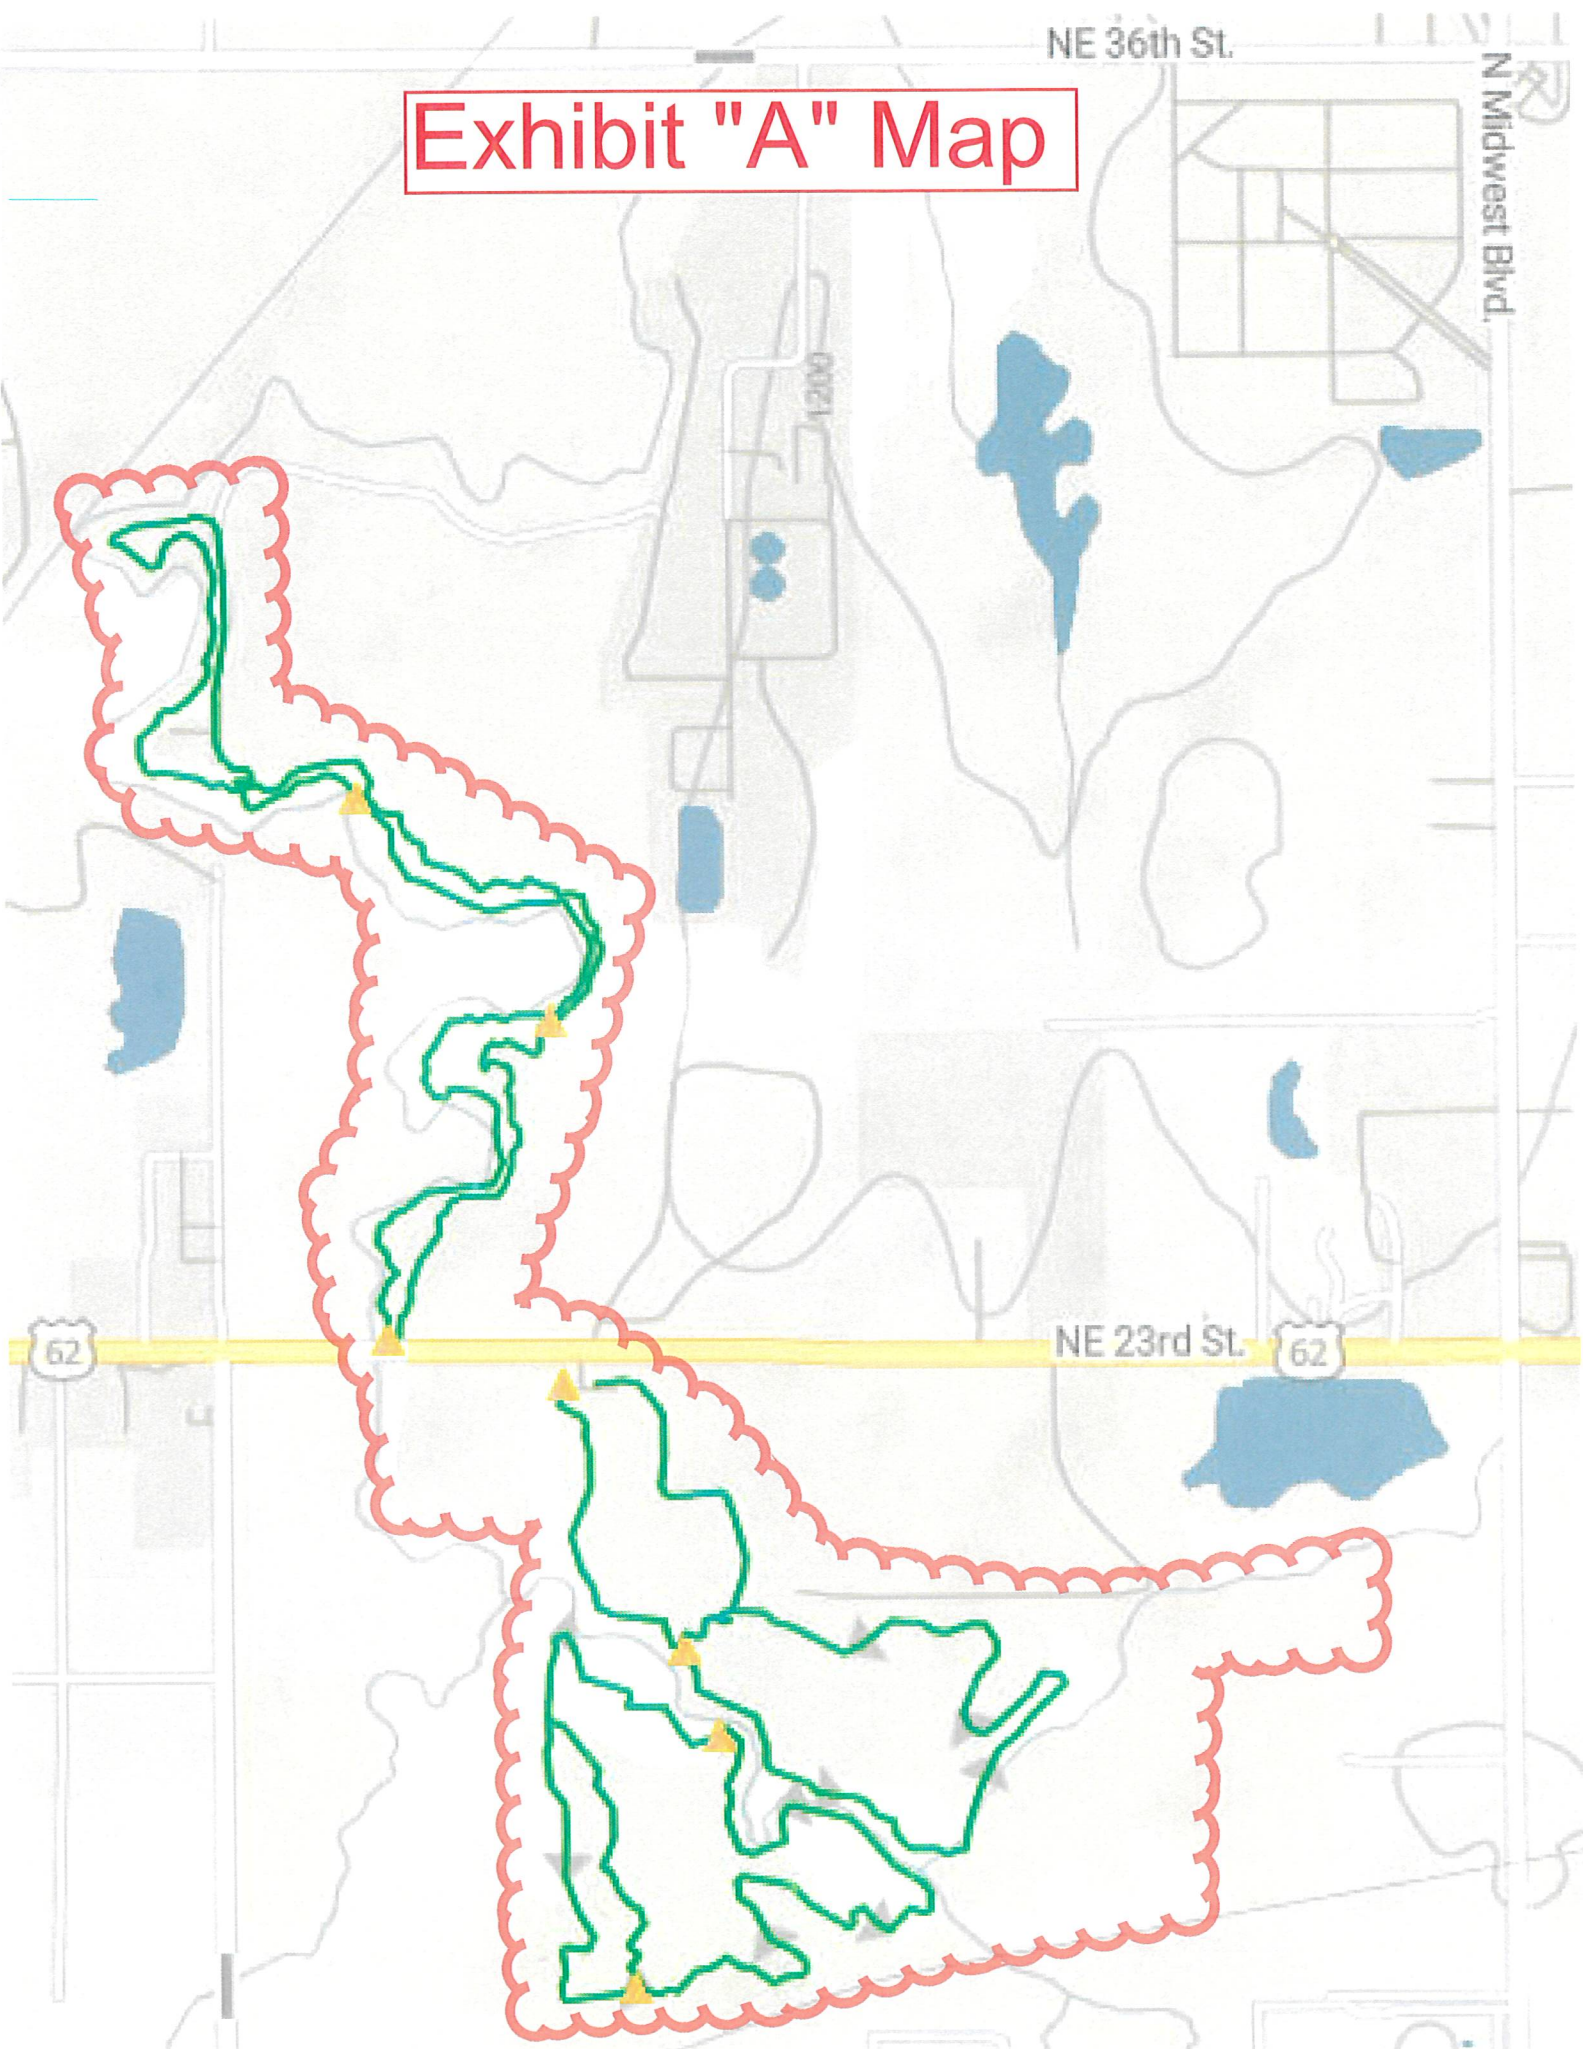 NE 36th St.
N Midwest Blvd.
Exhibit "A" Map
1200
62
NE 23rd St.
62